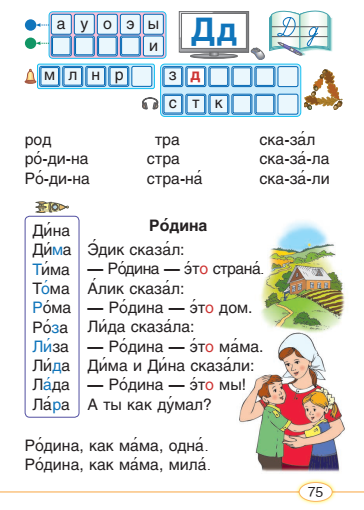 а у о э ы
и
Дд
Д д
м л н р
з д
с т к
род тра ска-за́л
ро́-ди-на стра ска-за́-ла
Ро́-ди-на стра-на́ ска-за́-ли
Ди́на
Ди́ма
Ти́ма
То́ма
Ро́ма
Ро́за
Ли́за
Ли́да
Ла́да
Ла́ра
Ро́дина
Э́дик сказа́л:
— Ро́дина — э́то страна́.
А́лик сказа́л:
— Ро́дина — э́то дом.
Ли́да сказа́ла:
— Ро́дина — э́то ма́ма.
Ди́ма и Ди́на сказа́ли:
— Ро́дина — э́то мы!
А ты как ду́мал?
Ро́дина, как ма́ма, одна́.
Ро́дина, как ма́ма, мила́.
75